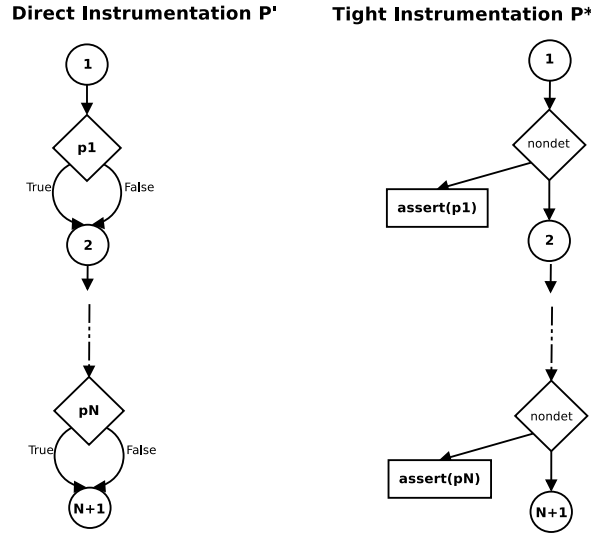 Direct Instrumentation P'
1
p1
True
False
2
pN
True
False
N+1
Tight Instrumentation P*
1
nondet
assert(p1)
2
nondet
assert(pN)
N+1